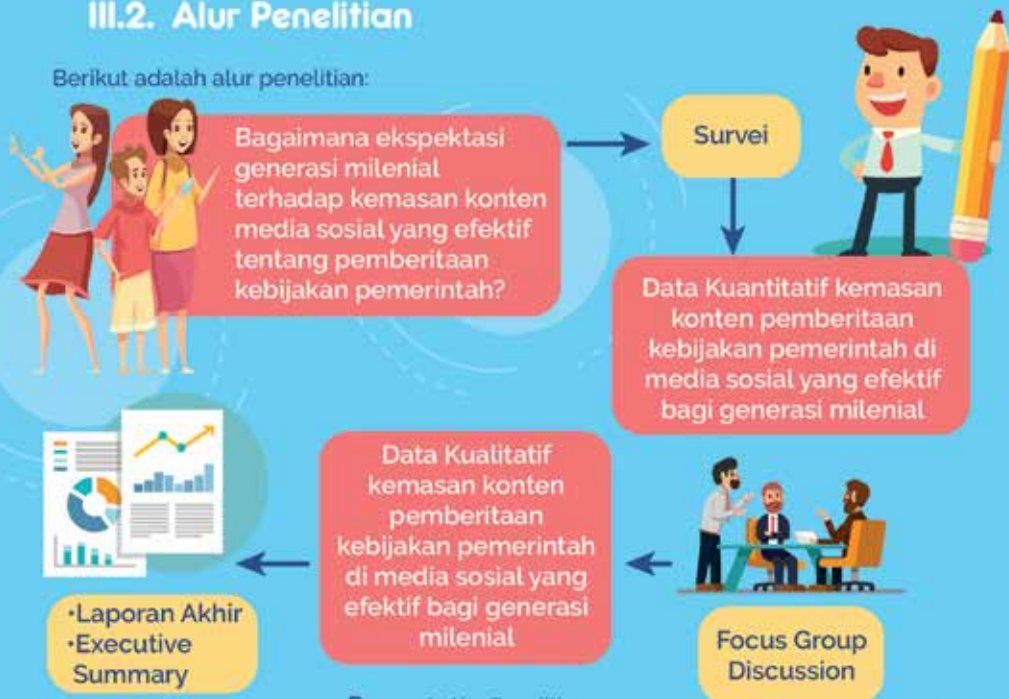 III.2. Alur Penelitian
Berikut adalah alur penelitian:
Bagaimana ekspektasi
generasi milenial
terhadap kemasan konten
media sosial yang efektif
tentang pemberitaan
kebijakan pemerintah?
Survei
Data Kuantitatif kemasan
konten pemberitaan
kebijakan pemerintah di
media sosial yang efektif
bagi generasi milenial
Focus Group
Discussion
Data Kualitatif
kemasan konten
pemberitaan
kebijakan pemerintah
di media sosial yang
efektif bagi generasi
milenial
•Laporan Akhir
•Executive
Summary